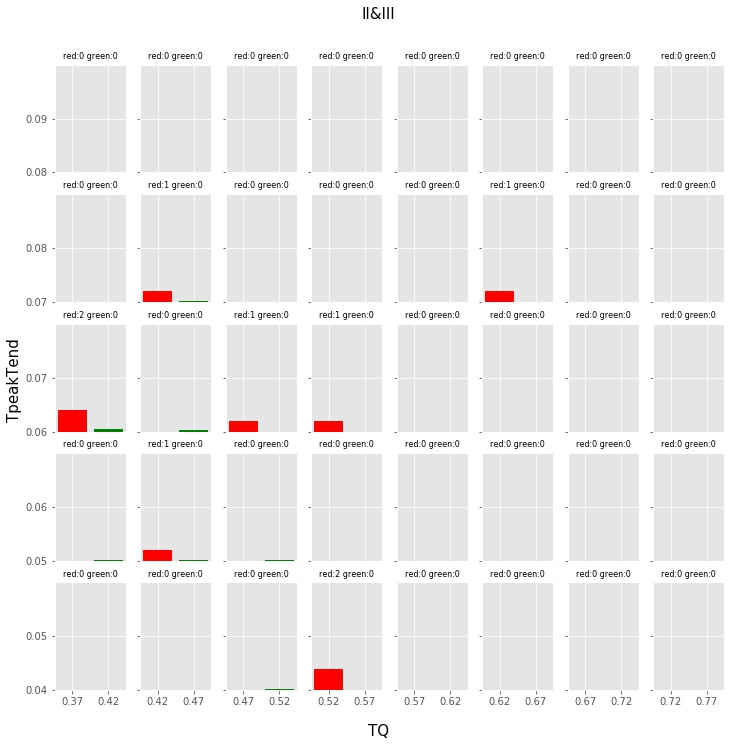 II&III
red:0 green:0 red:0 green:0 red:0 green:0 red:0 green:0 red:0 green:0 red:0 green:0 red:0 green:0 red:0 green:0
0.09
0.08
red:0 green:0 red:1 green:0 red:0 green:0 red:0 green:0 red:0 green:0 red:1 green:0 red:0 green:0 red:0 green:0
0.08
0.07
red:2 green:0 red:0 green:0 red:1 green:0 red:1 green:0 red:0 green:0 red:0 green:0 red:0 green:0 red:0 green:0
0.07
TpeakTend
0.06
red:0 green:0 red:1 green:0 red:0 green:0 red:0 green:0 red:0 green:0 red:0 green:0 red:0 green:0 red:0 green:0
0.06
0.05
red:0 green:0 red:0 green:0 red:0 green:0 red:2 green:0 red:0 green:0 red:0 green:0 red:0 green:0 red:0 green:0
0.05
0.04
0.37 0.42 0.42 0.47 0.47 0.52 0.52 0.57 0.57 0.62 0.62 0.67 0.67 0.72 0.72 0.77
TQ